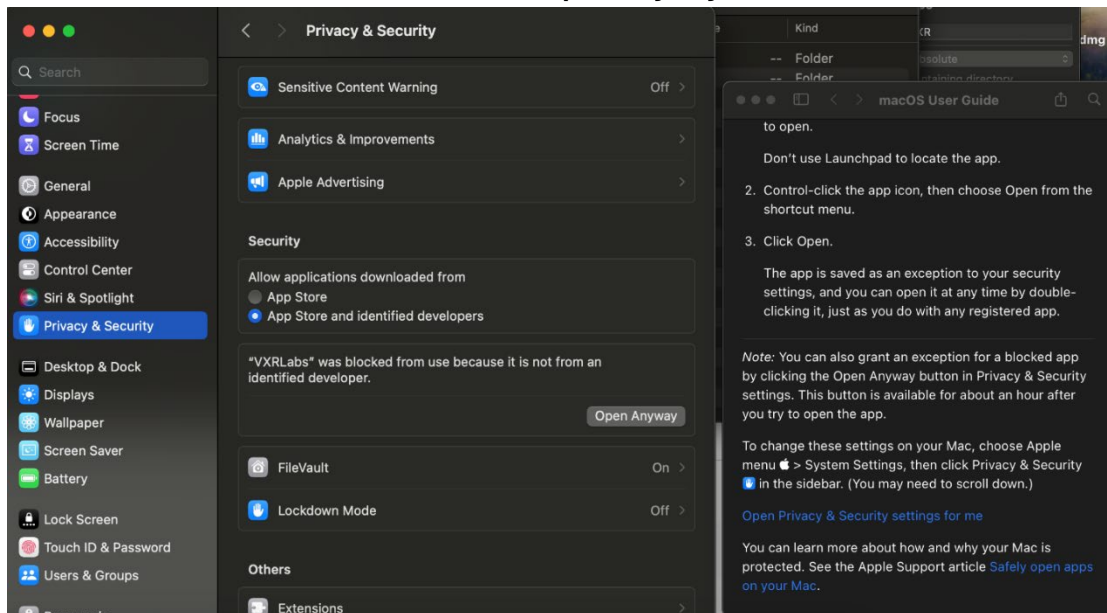 Privacy & Security
Search
Focus
Screen Time
General
Appearance
Accessibility
Control Center
Siri & Spotlight
Privacy & Security
Desktop & Dock
Displays
Wallpaper
Screen Saver
Battery
Lock Screen
Touch ID & Password
Users & Groups
Sensitive Content Warning Off
Analytics & Improvements
Apple Advertising
Security
Allow applications downloaded from
App Store
App Store and identified developers
"VXRLabs" was blocked from use because it is not from an
identified developer.
Open Anyway
FileVault On
Lockdown Mode Off
Others
Extensions
Kind
-- Folder
-- Folder
dmg
macOS User Guide
to open.
Don't use Launchpad to locate the app.
2. Control-click the app icon, then choose Open from the
shortcut menu.
3. Click Open.
The app is saved as an exception to your security
settings, and you can open it at any time by double-
clicking it, just as you do with any registered app.
Note: You can also grant an exception for a blocked app
by clicking the Open Anyway button in Privacy & Security
settings. This button is available for about an hour after
you try to open the app.
To change these settings on your Mac, choose Apple
menu > System Settings, then click Privacy & Security
in the sidebar. (You may need to scroll down.)
Open Privacy & Security settings for me
You can learn more about how and why your Mac is
protected. See the Apple Support article Safely open apps
on your Mac.